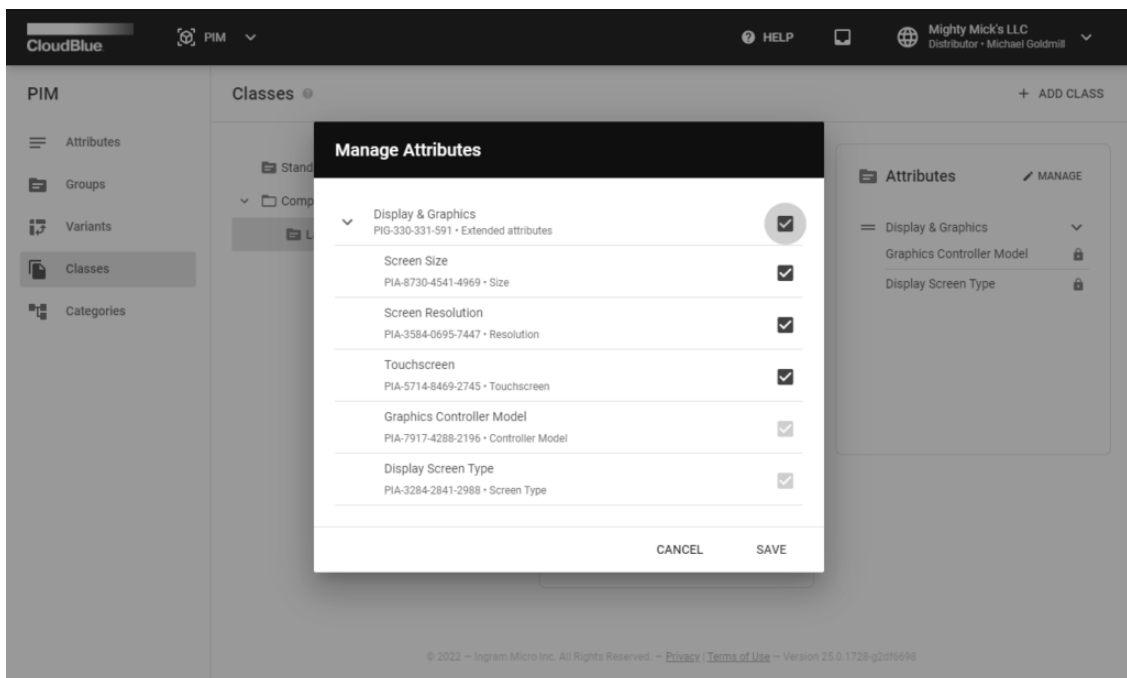 CloudBlue
PIM
HELP
Mighty Mick's LLC
Distributor • Michael Goldmill
PIM
Classes
+ ADD CLASS
Attributes
Groups
Variants
Classes
Categories
Stand
Comp
L
Manage Attributes
Display & Graphics
PIG-330-331-591 • Extended attributes
Screen Size
PIA-8730-4541-4969 • Size
Screen Resolution
PIA-3584-0695-7447 • Resolution
Touchscreen
PIA-5714-8469-2745 • Touchscreen
Graphics Controller Model
PIA-7917-4288-2196 • Controller Model
Display Screen Type
PIA-3284-2841-2988 • Screen Type
CANCEL SAVE
Attributes MANAGE
Display & Graphics
Graphics Controller Model
Display Screen Type
© 2022 — Ingram Micro Inc. All Rights Reserved. — Privacy | Terms of Use — Version 25.0.1728-g2df6698